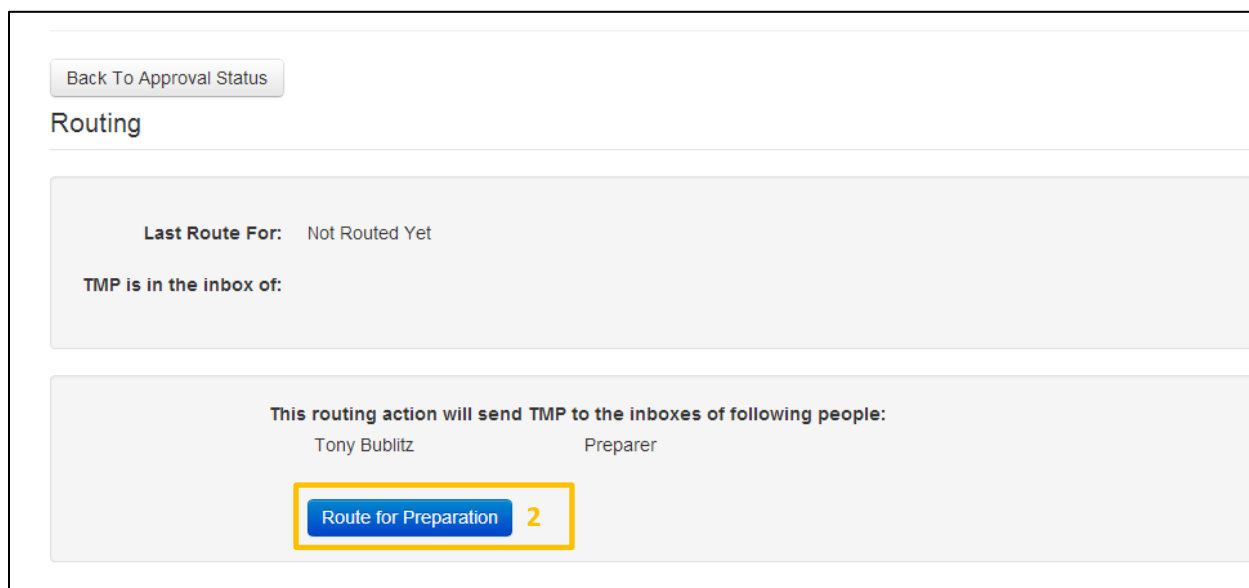 Back To Approval Status
Routing
Last Route For: Not Routed Yet
TMP is in the inbox of:
This routing action will send TMP to the inboxes of following people:
Tony Bublitz Preparer
Route for Preparation 2